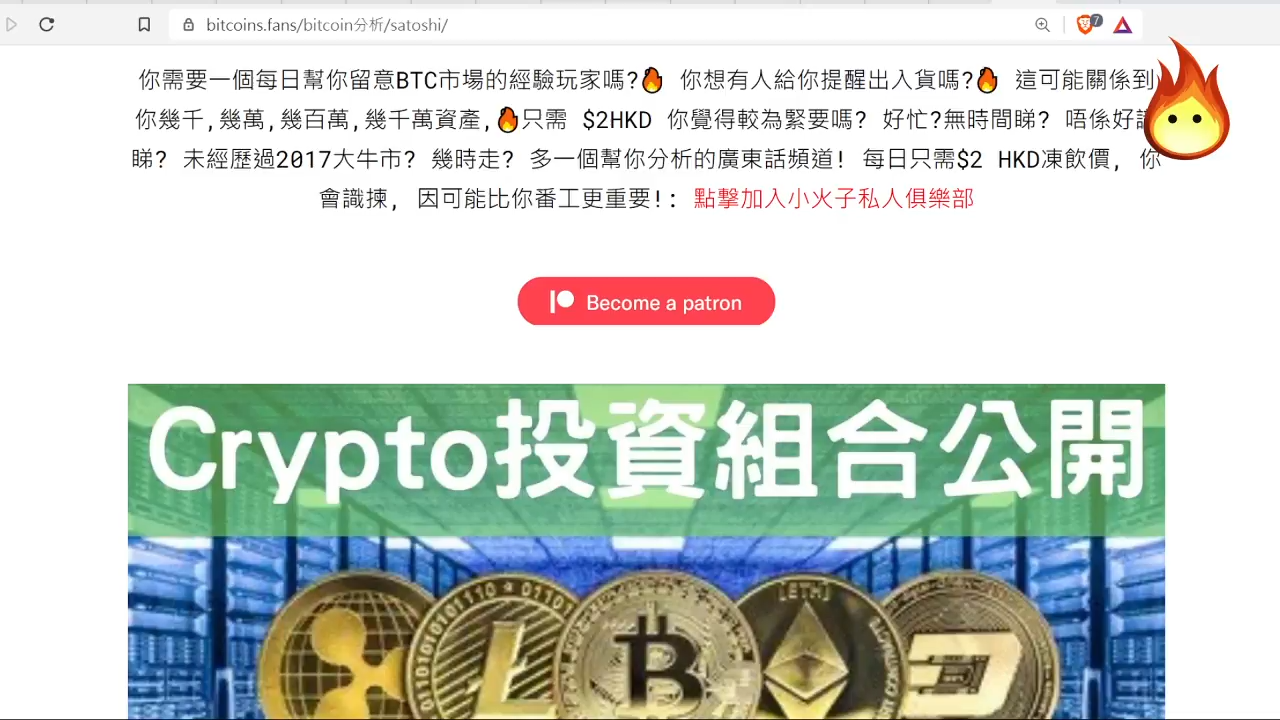 bitcoins.fans/bitcoin分析/satoshi/
7
你需要一個每日幫你留意BTC市場的經驗玩家嗎?🔥 你想有人給你提醒出入貨嗎?🔥 這可能關係到
你幾千,幾萬,幾百萬,幾千萬資產,🔥只需 $2HKD 你覺得較為緊要嗎? 好忙?無時間睇? 唔係好識
睇? 未經歷過2017大牛市? 幾時走? 多一個幫你分析的廣東話頻道! 每日只需$2 HKD凍飲價, 你
會識揀, 因可能比你番工更重要!: 點擊加入小火子私人俱樂部
Become a patron
Crypto投資組合公開
[ETH]
01101
B